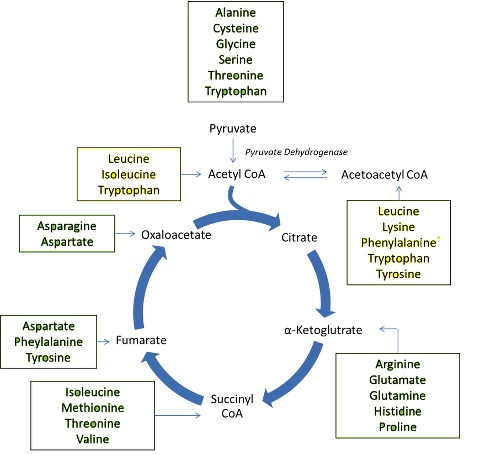 Alanine
Cysteine
Glycine
Serine
Threonine
Tryptophan
Pyruvate
Pyruvate Dehydrogenase
Leucine
Isoleucine
Tryptophan
Acetyl CoA
Acetoacetyl CoA
Leucine
Lysine
Phenylalanine*
Tryptophan
Tyrosine
Asparagine
Aspartate
Oxaloacetate
Citrate
Aspartate
Pheylalanine
Tyrosine
Fumarate
α-Ketoglutrate
Arginine
Glutamate
Glutamine
Histidine
Proline
Isoleucine
Methionine
Threonine
Valine
Succinyl
CoA